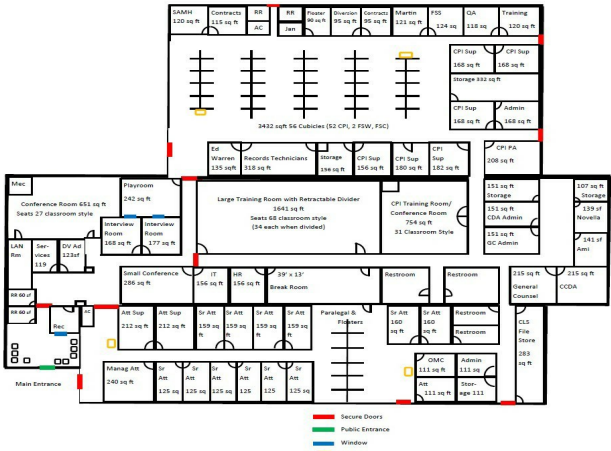 SAMH
120 sq ft
Contracts
115 sq ft
RR
AC
RR
Jan
Floater
90 sq ft
Diversion
95 sq ft
Contracts
95 sq ft
Martin
121 sq ft
FSS
124 sq
QA
118 sq
Training
120 sq ft
CPI Sup
168 sq ft
CPI Sup
168 sq ft
Storage 332 sq ft
CPI Sup
168 sq ft
Admin
168 sq ft
3432 sqft 56 Cubicles (52 CPI, 2 FSW, FSC)
Ed
Warren
135 sqft
Records Technicians
318 sq ft
Storage
156 sq ft
CPI Sup
156 sq ft
CPI Sup
180 sq ft
CPI
Sup
182 sq ft
CPI PA
208 sq ft
Mec
Conference Room 651 sq ft
Seats 27 classroom style
Playroom
242 sq ft
Interview
Room
168 sq ft
Interview
Room
177 sq ft
Large Training Room with Retractable Divider
1641 sq ft
Seats 68 classroom style
(34 each when divided)
CPI Training Room/
Conference Room
754 sq ft
31 Classroom Style
151 sq ft
Storage
151 sq ft
CDA Admin
151 sq ft
GC Admin
107 sq ft
Storage
139 sf
Novella
141 sf
Ami
LAN
Rm
Ser-
vices
119
DV Ad
123sf
Small Conference
286 sq ft
IT
156 sq ft
HR
156 sq ft
39' x 13'
Break Room
Restroom
Restroom
215 sq ft
General
Counsel
215 sq ft
CCDA
RR 60 sf
RR 60 sf
Rec
AC
Att Sup
212 sq ft
Att Sup
212 sq ft
Sr Att
159
sq ft
Sr Att
159
sq ft
Sr Att
159
sq ft
Sr Att
159
sq ft
Paralegal &
Floaters
Sr Att
160
sq ft
Sr Att
160
sq ft
Restroom
Restroom
CLS
File
Store
283
sq ft
OMC
111 sq ft
Admin
111 sq
Att
111 sq ft
Stor-
age 111
Manag Att
240 sq ft
Sr
Att
125 sq
Sr
Att
125 sq
Sr
Att
125 sq
Sr
Att
125 sq
Sr
Att
125 sq
Sr
Att
125 sq
Main Entrance
Secure Doors
Public Entrance
Window